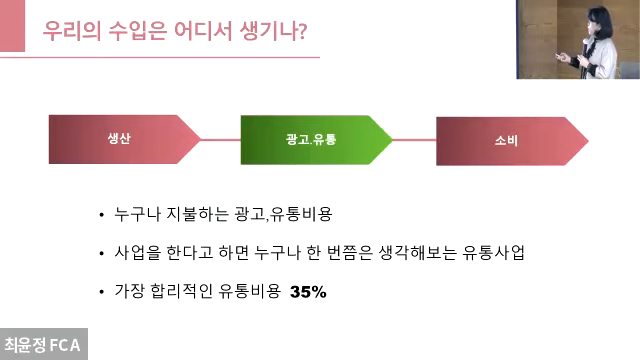 우리의 수입은 어디서 생기나?
생산
광고.유통
소비
• 누구나 지불하는 광고,유통비용
• 사업을 한다고 하면 누구나 한 번쯤은 생각해보는 유통사업
• 가장 합리적인 유통비용 35%
최윤정 FCA